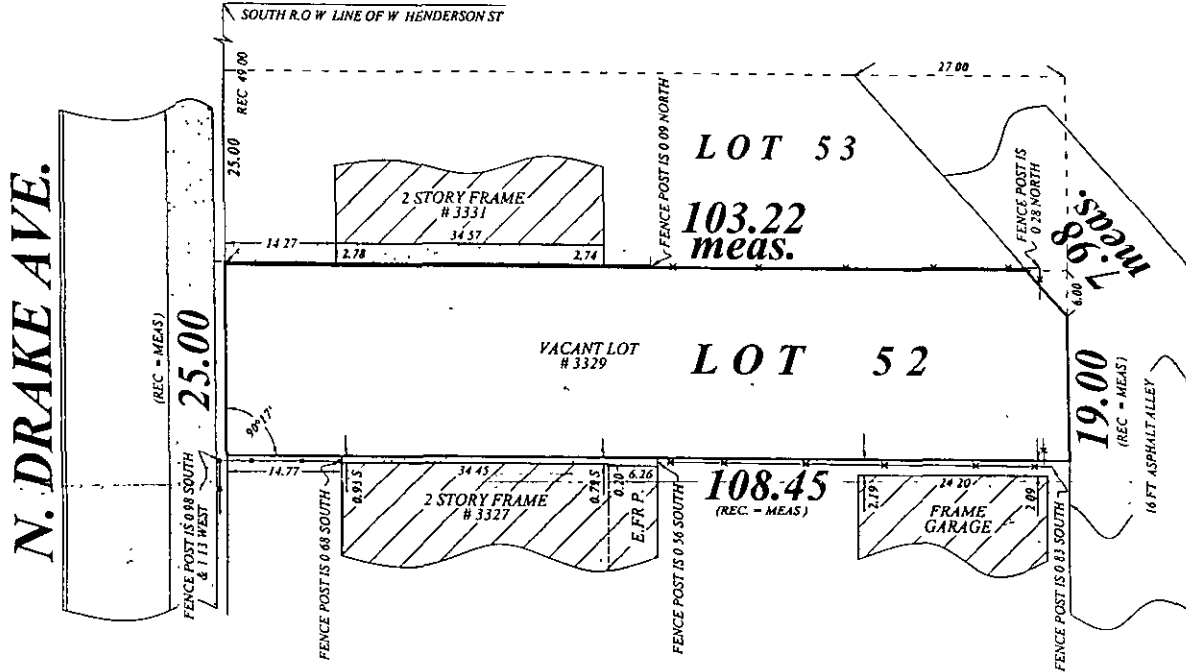 SOUTH R.O W LINE OF W HENDERSON ST
REC 49.00
25.00
27 00
N. DRAKE AVE.
LOT 53
FENCE POST IS 0.09 NORTH
FENCE POST IS
0.28 NORTH
2 STORY FRAME
# 3331
34 57
14 27
2.78
2.74
103.22
meas.
7.98
meas.
6.00
(REC = MEAS)
25.00
VACANT LOT
# 3329
LOT 52
19.00
(REC = MEAS)
16 FT ASPHALT ALLEY
90°17'
14.77
FENCE POST IS 0 98 SOUTH
& 1 13 WEST
FENCE POST IS 0 68 SOUTH
0.93 S
34 45
0.78 S
0.20
6.26
2 STORY FRAME
# 3327
E.FR P.
FENCE POST IS 0 56 SOUTH
108.45
(REC. = MEAS)
2.19
24 20
2.09
FRAME
GARAGE
FENCE POST IS 0 83 SOUTH